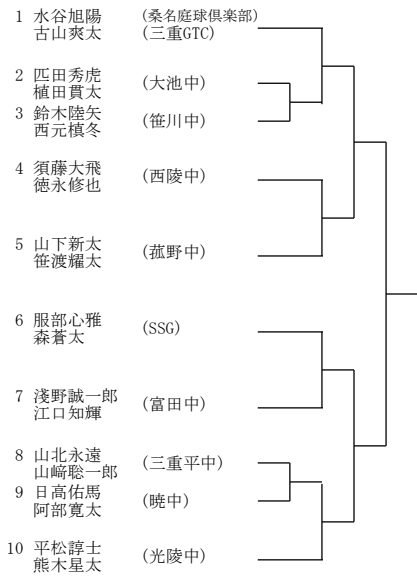 1 水谷旭陽 (桑名庭球倶楽部)
古山爽太 (三重GTC)
2 匹田秀虎
植田貫太 (大池中)
3 鈴木陸矢
西元槙冬 (笹川中)
4 須藤大飛
徳永修也 (西陵中)
5 山下新太
笹渡耀太 (菰野中)
6 服部心雅
森蒼太 (SSG)
7 淺野誠一郎
江口知輝 (富田中)
8 山北永遠
山﨑聡一郎 (三重平中)
9 日高佑馬
阿部寛太 (暁中)
10 平松諄士
熊木星太 (光陵中)